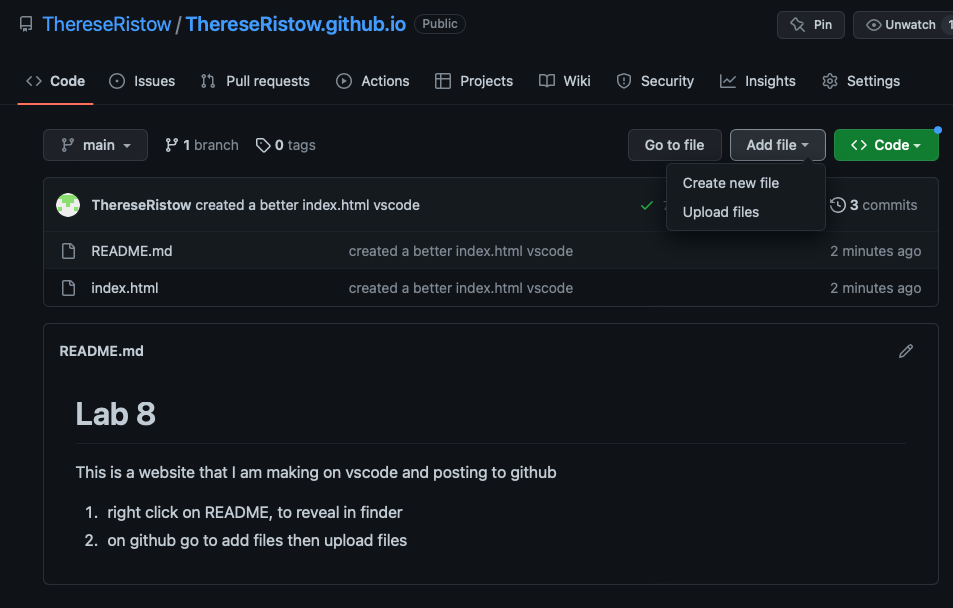 ThereseRistow / ThereseRistow.github.io Public Pin Unwatch 1
Code Issues Pull requests Actions Projects Wiki Security Insights Settings
main 1 branch 0 tags Go to file Add file Code
Create new file
Upload files
ThereseRistow created a better index.html vscode 3 commits
README.md created a better index.html vscode 2 minutes ago
index.html created a better index.html vscode 2 minutes ago
README.md
Lab 8
This is a website that I am making on vscode and posting to github
1. right click on README, to reveal in finder
2. on github go to add files then upload files